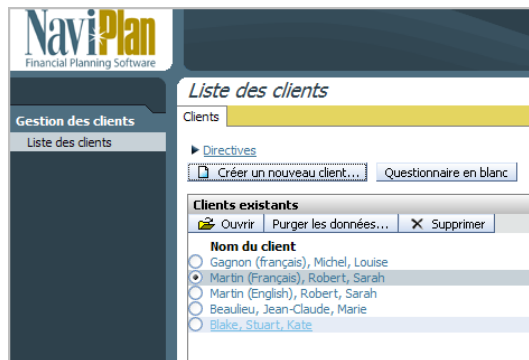 NaviPlan
Financial Planning Software
Liste des clients
Gestion des clients
Clients
Liste des clients
Directives
Créer un nouveau client... Questionnaire en blanc
Clients existants
Ouvrir Purger les données... Supprimer
Nom du client
Gagnon (français), Michel, Louise
Martin (Français), Robert, Sarah
Martin (English), Robert, Sarah
Beaulieu, Jean-Claude, Marie
Blake, Stuart, Kate